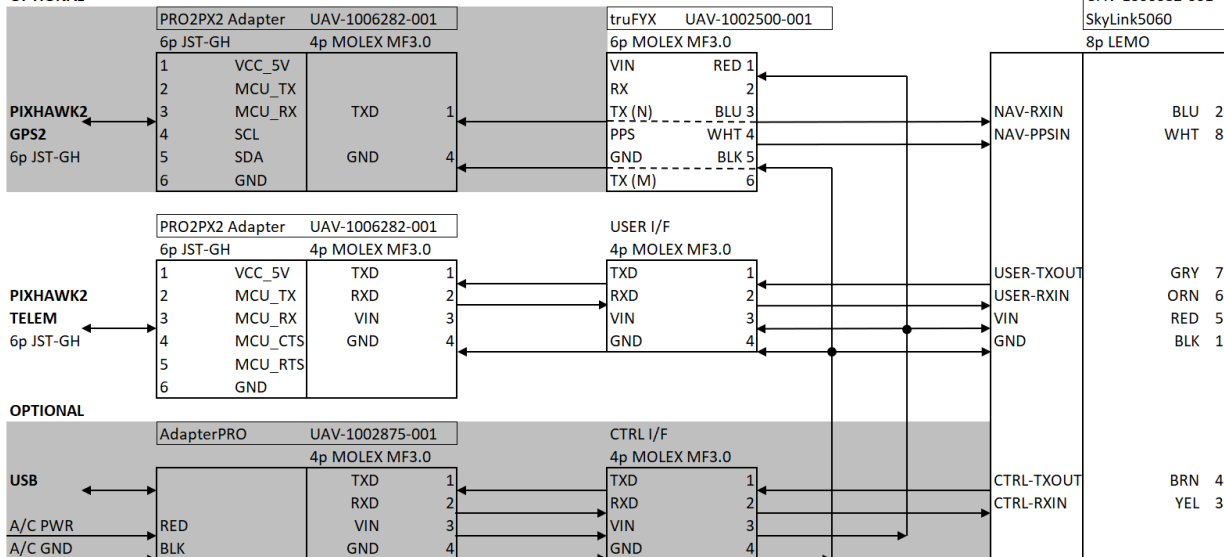 PRO2PX2 Adapter UAV-1006282-001 truFYX UAV-1002500-001 SkyLink5060
6p JST-GH 4p MOLEX MF3.0 6p MOLEX MF3.0 8p LEMO
1 VCC_5V VIN RED 1
2 MCU_TX RX 2
PIXHAWK2 3 MCU_RX TXD 1 TX (N) BLU 3 NAV-RXIN BLU 2
GPS2 4 SCL PPS WHT 4 NAV-PPSIN WHT 8
6p JST-GH 5 SDA GND 4 GND BLK 5
6 GND TX (M) 6
PRO2PX2 Adapter UAV-1006282-001 USER I/F
6p JST-GH 4p MOLEX MF3.0 4p MOLEX MF3.0
1 VCC_5V TXD 1 TXD 1 USER-TXOUT GRY 7
PIXHAWK2 2 MCU_TX RXD 2 RXD 2 USER-RXIN ORN 6
TELEM 3 MCU_RX VIN 3 VIN 3 VIN RED 5
6p JST-GH 4 MCU_CTS GND 4 GND 4 GND BLK 1
5 MCU_RTS
6 GND
OPTIONAL
AdapterPRO UAV-1002875-001 CTRL I/F
4p MOLEX MF3.0 4p MOLEX MF3.0
USB TXD 1 TXD 1 CTRL-TXOUT BRN 4
RXD 2 RXD 2 CTRL-RXIN YEL 3
A/C PWR RED VIN 3 VIN 3
A/C GND BLK GND 4 GND 4